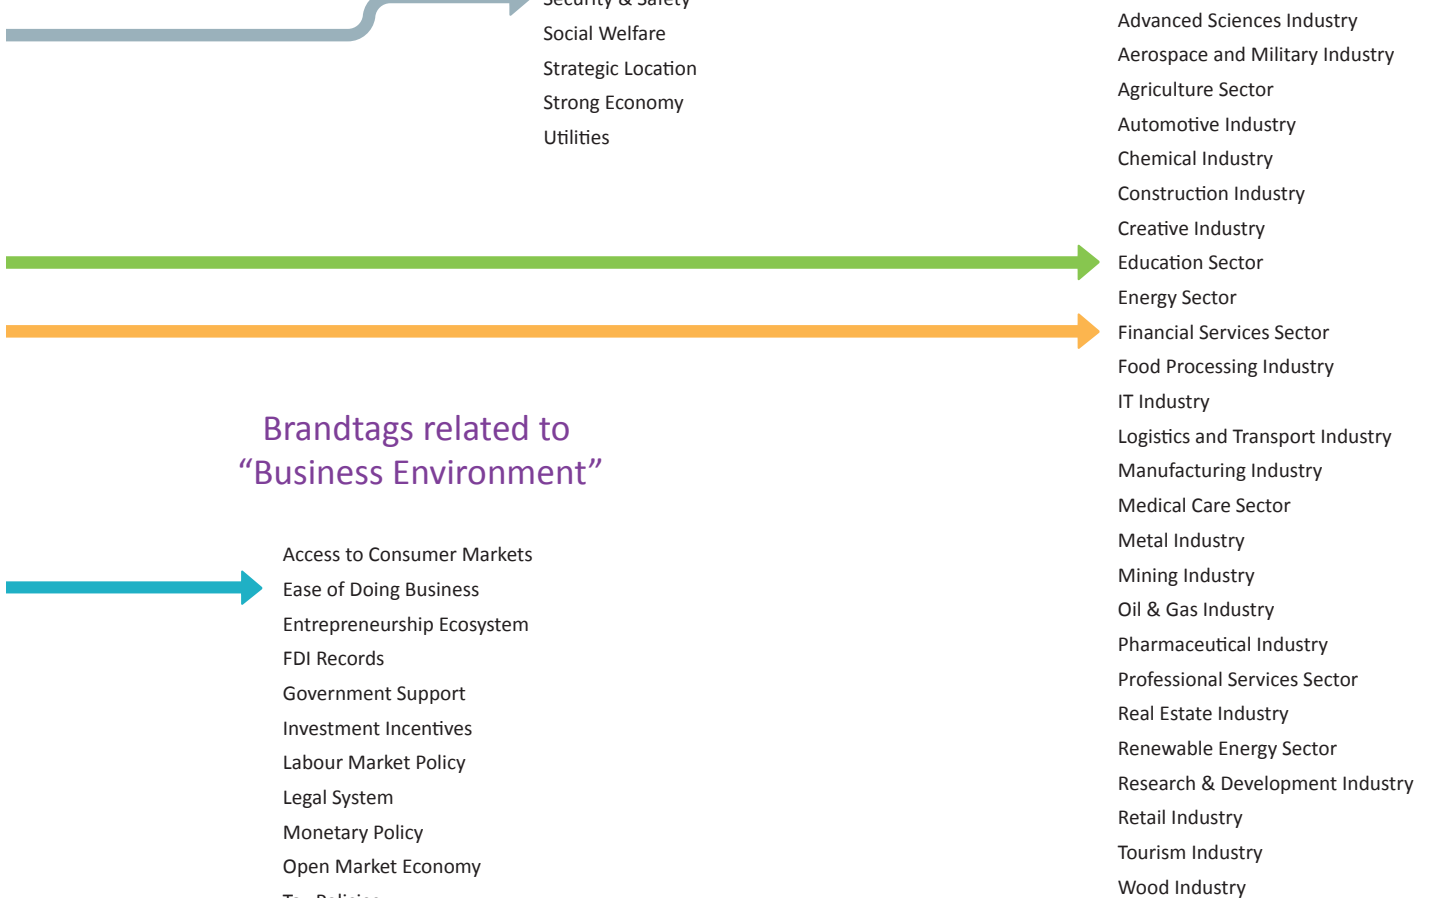 Security & Safety
Social Welfare
Strategic Location
Strong Economy
Utilities
Brandtags related to
“Business Environment”
Access to Consumer Markets
Ease of Doing Business
Entrepreneurship Ecosystem
FDI Records
Government Support
Investment Incentives
Labour Market Policy
Legal System
Monetary Policy
Open Market Economy
Tax Policies
Advanced Sciences Industry
Aerospace and Military Industry
Agriculture Sector
Automotive Industry
Chemical Industry
Construction Industry
Creative Industry
Education Sector
Energy Sector
Financial Services Sector
Food Processing Industry
IT Industry
Logistics and Transport Industry
Manufacturing Industry
Medical Care Sector
Metal Industry
Mining Industry
Oil & Gas Industry
Pharmaceutical Industry
Professional Services Sector
Real Estate Industry
Renewable Energy Sector
Research & Development Industry
Retail Industry
Tourism Industry
Wood Industry